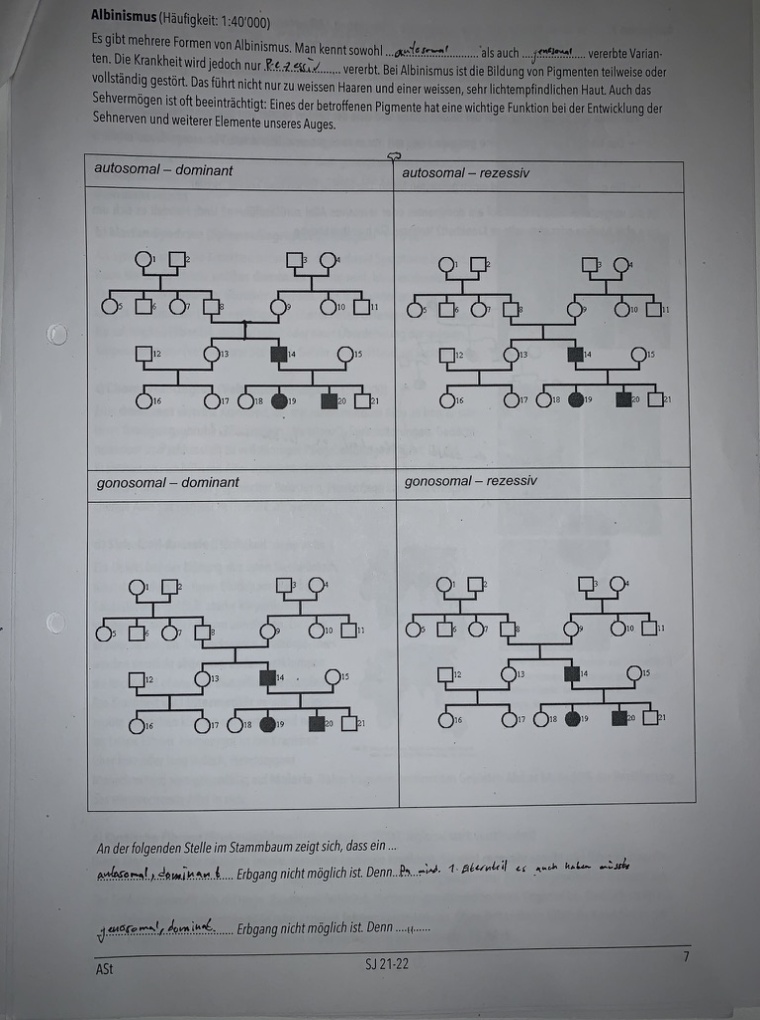 Albinismus (Häufigkeit: 1:40'000)
Es gibt mehrere Formen von Albinismus. Man kennt sowohl ...autosomal........... als auch ....gonosomal..... vererbte Varian-
ten. Die Krankheit wird jedoch nur .Rezessiv...... vererbt. Bei Albinismus ist die Bildung von Pigmenten teilweise oder
vollständig gestört. Das führt nicht nur zu weissen Haaren und einer weissen, sehr lichtempfindlichen Haut. Auch das
Sehvermögen ist oft beeinträchtigt: Eines der betroffenen Pigmente hat eine wichtige Funktion bei der Entwicklung der
Sehnerven und weiterer Elemente unseres Auges.
autosomal – dominant
1 2 3 4
5 6 7 8 9 10 11
12 13 14 15
16 17 18 19 20 21
autosomal – rezessiv
1 2 3 4
5 6 7 8 9 10 11
12 13 14 15
16 17 18 19 20 21
gonosomal – dominant
1 2 3 4
5 6 7 8 9 10 11
12 13 14 15
16 17 18 19 20 21
gonosomal – rezessiv
1 2 3 4
5 6 7 8 9 10 11
12 13 14 15
16 17 18 19 20 21
An der folgenden Stelle im Stammbaum zeigt sich, dass ein ...
autosomal, dominant.... Erbgang nicht möglich ist. Denn.. mind. 1. Elternteil es auch haben müsste
gonosomal, dominat...... Erbgang nicht möglich ist. Denn ....."......
ASt
SJ 21-22
7